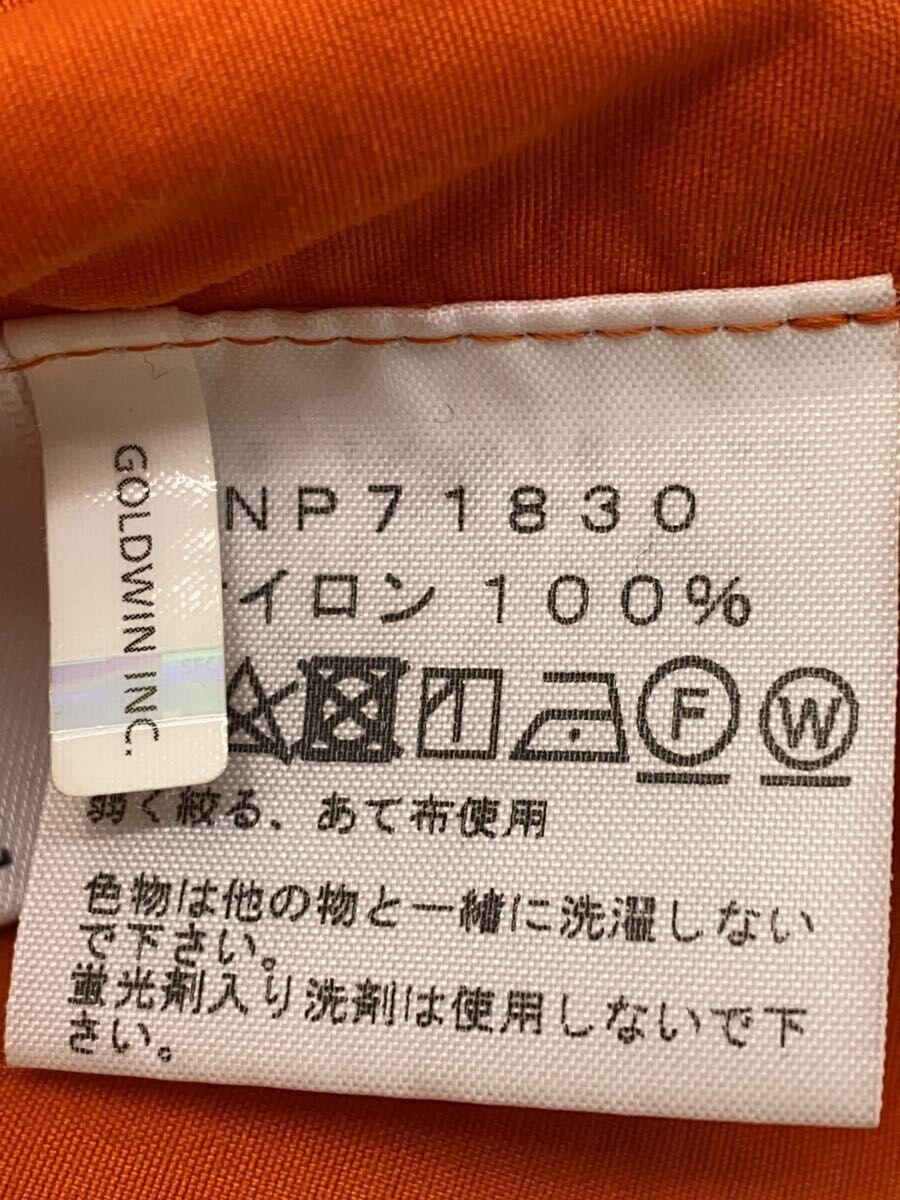 GOLDWIN INC.
NP71830
イロン 100%
F
W
弱く絞る、あて布使用
色物は他の物と一緒に洗濯しない
で下さい。
蛍光剤入り洗剤は使用しないで下
さい。